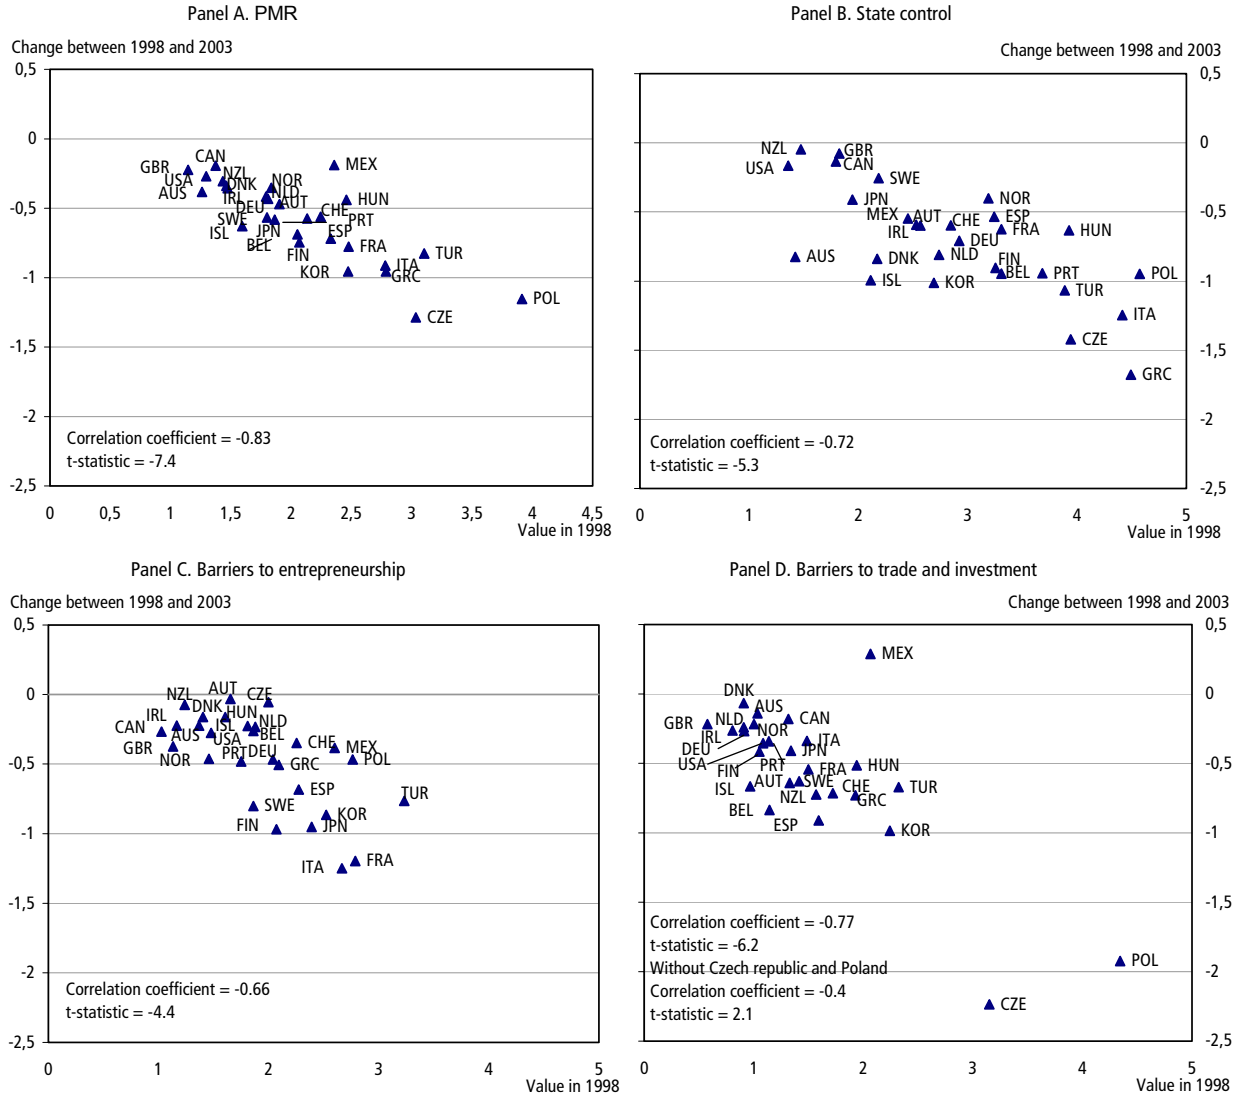 Panel A. PMR
Panel B. State control
Change between 1998 and 2003
Change between 1998 and 2003
0,5
0
-0,5
-1
-1,5
-2
-2,5
CAN
GBR
NZL
USA
DNK
AUS
IRL
NOR
NLD
MEX
HUN
DEU
AUT
CHE
SWE
PRT
ISL
JPN
ESP
BEL
FIN
FRA
TUR
ITA
KOR
GRC
POL
CZE
Correlation coefficient = -0.83
t-statistic = -7.4
0 0,5 1 1,5 2 2,5 3 3,5 4 4,5
Value in 1998
NZL
GBR
USA
CAN
SWE
JPN
NOR
MEX
AUT
ESP
IRL
CHE
FRA
HUN
DEU
AUS
DNK
NLD
FIN
ISL
KOR
BEL
PRT
POL
TUR
ITA
CZE
GRC
Correlation coefficient = -0.72
t-statistic = -5.3
0,5
0
-0,5
-1
-1,5
-2
-2,5
0 1 2 3 4 5
Value in 1998
Panel C. Barriers to entrepreneurship
Panel D. Barriers to trade and investment
Change between 1998 and 2003
Change between 1998 and 2003
0,5
0
-0,5
-1
-1,5
-2
-2,5
AUT
NZL
CZE
DNK
HUN
IRL
NLD
CAN
ISL
AUS
BEL
USA
GBR
CHE
MEX
PRT
DEU
NOR
GRC
POL
ESP
SWE
TUR
KOR
FIN
JPN
ITA
FRA
Correlation coefficient = -0.66
t-statistic = -4.4
0 1 2 3 4 5
Value in 1998
MEX
DNK
AUS
GBR
NLD
CAN
NOR
IRL
ITA
DEU
JPN
USA
PRT
FIN
FRA
HUN
AUT
SWE
ISL
CHE
TUR
NZL
GRC
BEL
ESP
KOR
Correlation coefficient = -0.77
t-statistic = -6.2
Without Czech republic and Poland
Correlation coefficient = -0.4
t-statistic = 2.1
POL
CZE
0,5
0
-0,5
-1
-1,5
-2
-2,5
0 1 2 3 4 5
Value in 1998